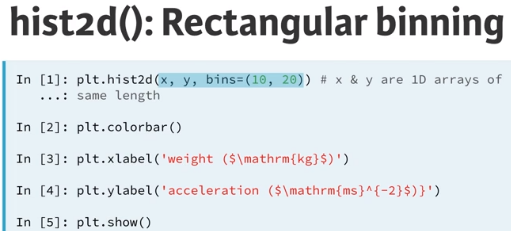 hist2d(): Rectangular binning
In [1]: plt.hist2d(x, y, bins=(10, 20)) # x & y are 1D arrays of
...: same length
In [2]: plt.colorbar()
In [3]: plt.xlabel('weight ($\mathrm{kg}$)')
In [4]: plt.ylabel('acceleration ($\mathrm{ms}^{-2}$)}')
In [5]: plt.show()